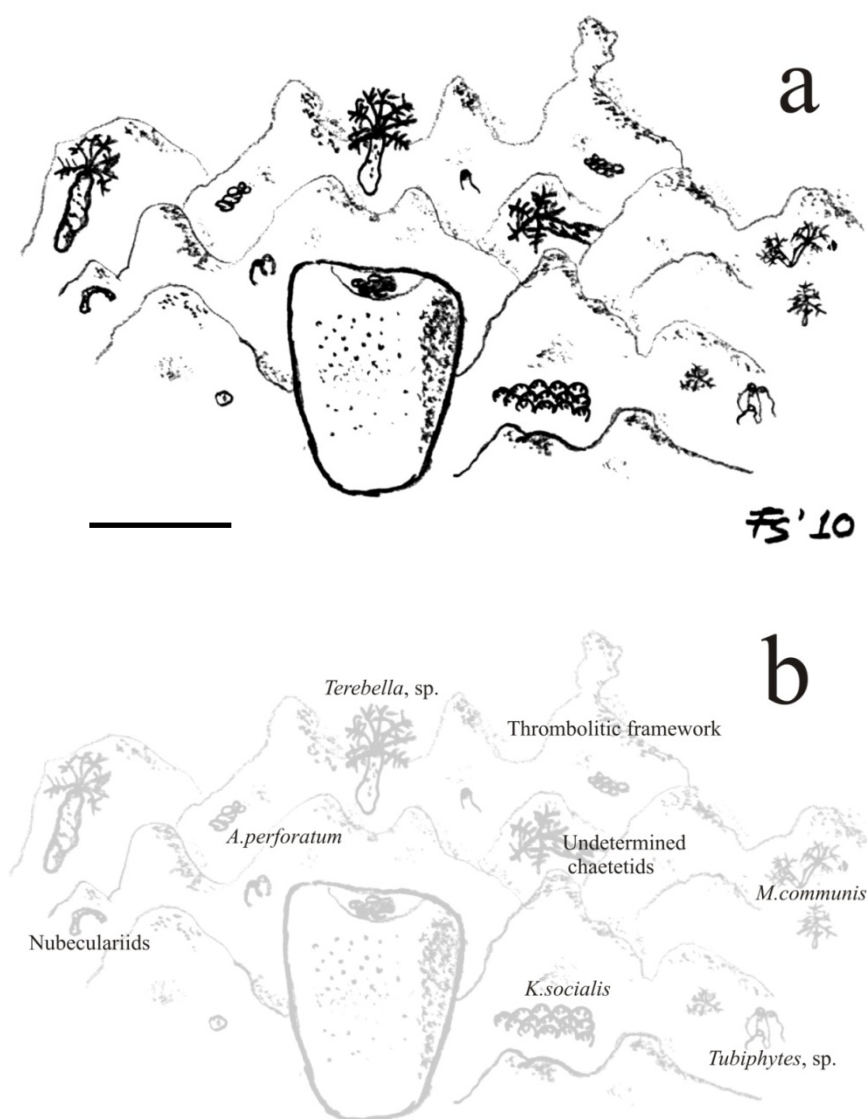 a
FS'10
b
Terebella, sp.
Thrombolitic framework
A.perforatum
Undetermined
chaetetids
M.communis
Nubeculariids
K.socialis
Tubiphytes, sp.